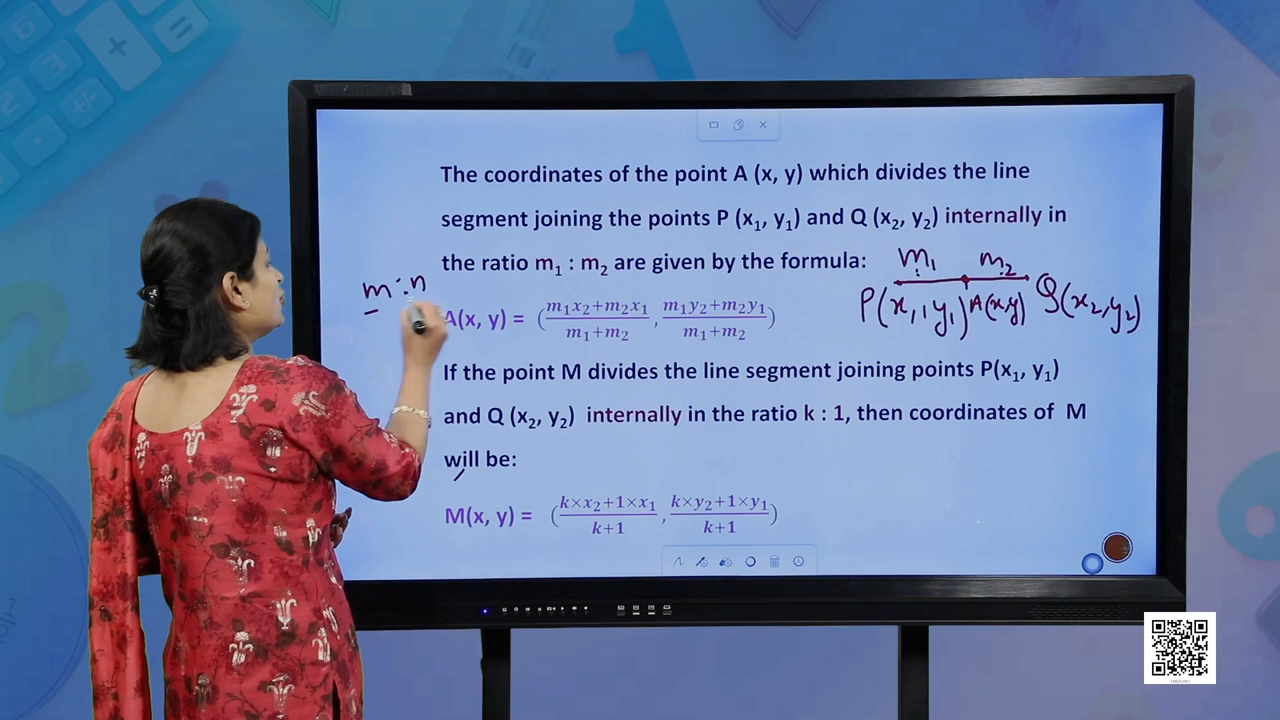 The coordinates of the point A (x, y) which divides the line
segment joining the points P (x₁, y₁) and Q (x₂, y₂) internally in
the ratio m₁ : m₂ are given by the formula:
m₁ m₂
P(x₁, y₁) A(x,y) Q(x₂, y₂)
m : n
A(x, y) = ((m₁x₂+m₂x₁)/(m₁+m₂), (m₁y₂+m₂y₁)/(m₁+m₂))
If the point M divides the line segment joining points P(x₁, y₁)
and Q (x₂, y₂) internally in the ratio k : 1, then coordinates of M
will be:
M(x, y) = ((k×x₂+1×x₁)/(k+1), (k×y₂+1×y₁)/(k+1))